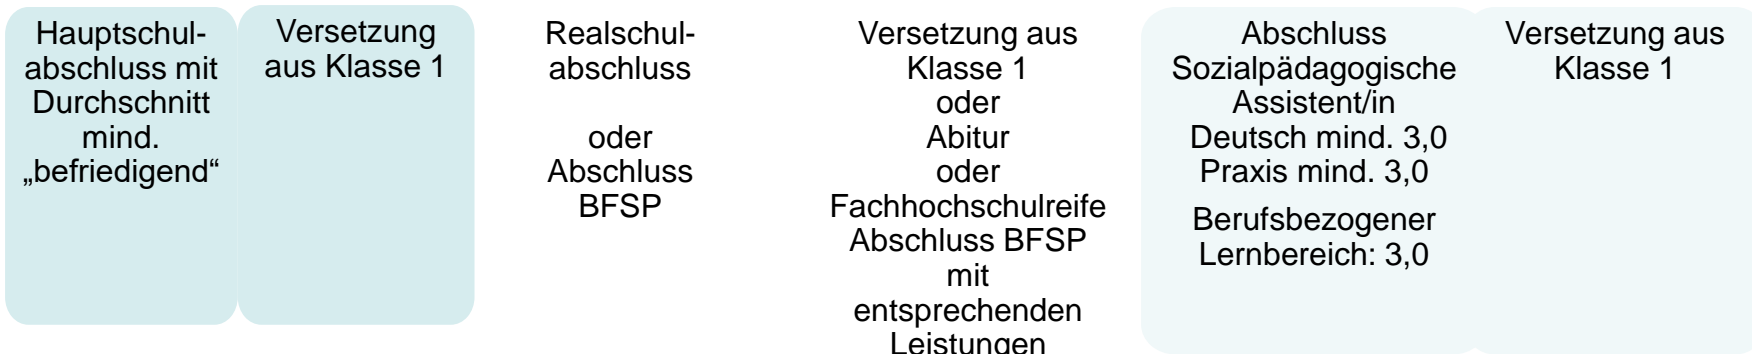 Hauptschul-
abschluss mit
Durchschnitt
mind.
„befriedigend“
Versetzung
aus Klasse 1
Realschul-
abschluss
oder
Abschluss
BFSP
Versetzung aus
Klasse 1
oder
Abitur
oder
Fachhochschulreife
Abschluss BFSP
mit
entsprechenden
Leistungen
Abschluss
Sozialpädagogische
Assistent/in
Deutsch mind. 3,0
Praxis mind. 3,0
Berufsbezogener
Lernbereich: 3,0
Versetzung aus
Klasse 1